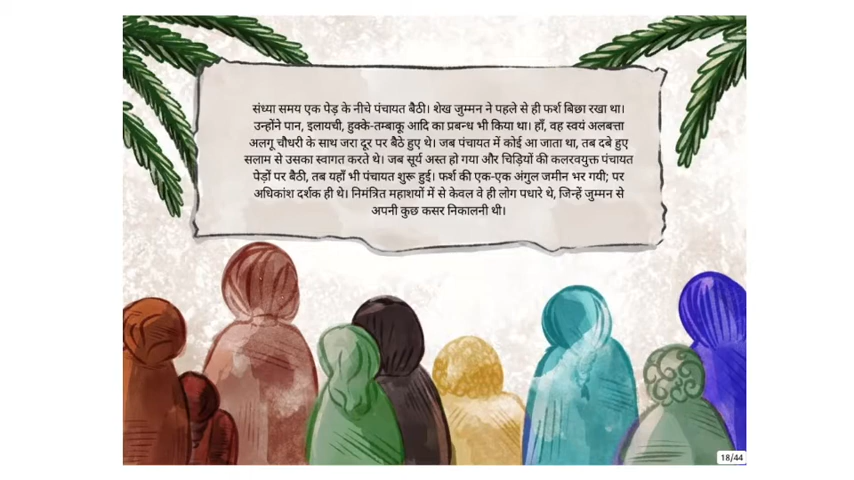 संध्या समय एक पेड़ के नीचे पंचायत बैठी। शेख जुम्मन ने पहले से ही फर्श बिछा रखा था।
उन्होंने पान, इलायची, हुक्के-तम्बाकू आदि का प्रबन्ध भी किया था। हाँ, वह स्वयं अलबत्ता
अलगू चौधरी के साथ जरा दूर पर बैठे हुए थे। जब पंचायत में कोई आ जाता था, तब दबे हुए
सलाम से उसका स्वागत करते थे। जब सूर्य अस्त हो गया और चिड़ियों की कलरवयुक्त पंचायत
पेड़ों पर बैठी, तब यहाँ भी पंचायत शुरू हुई। फर्श की एक-एक अंगुल जमीन भर गयी; पर
अधिकांश दर्शक ही थे। निमंत्रित महाशयों में से केवल वे ही लोग पधारे थे, जिन्हें जुम्मन से
अपनी कुछ कसर निकालनी थी।
18/44